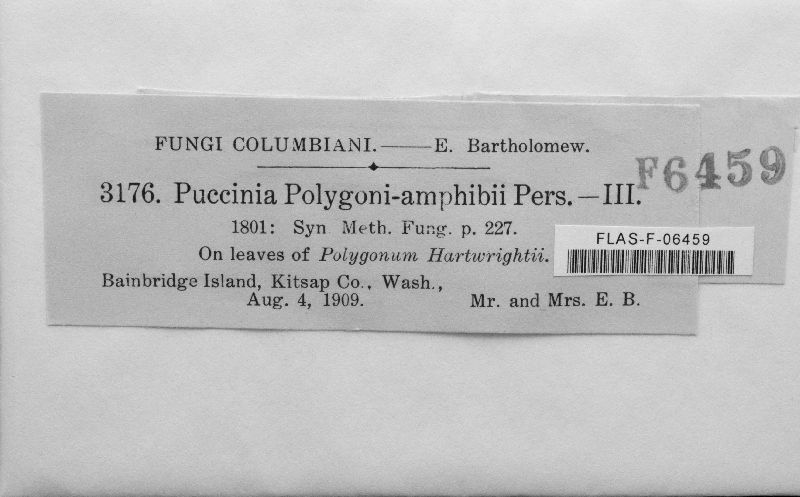 FUNGI COLUMBIANI.——E. Bartholomew.
3176. Puccinia Polygoni-amphibii Pers.—III.
F6459
1801: Syn Meth. Fung. p. 227.
FLAS-F-06459
On leaves of Polygonum Hartwrightii.
Bainbridge Island, Kitsap Co., Wash.,
Aug. 4, 1909. Mr. and Mrs. E. B.